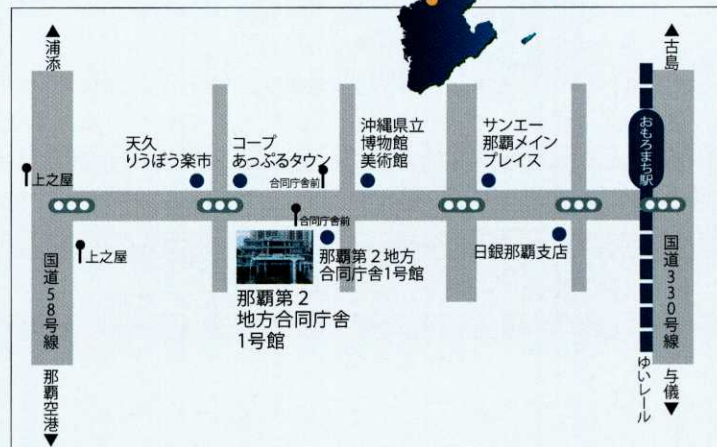 ▲浦添
▲古島
天久
りうぼう楽市
コープ
あっぷるタウン
沖縄県立
博物館
美術館
サンエー
那覇メイン
プレイス
おもろまち駅
上之屋
合同庁舎前
合同庁舎前
上之屋
那覇第2地方
合同庁舎1号館
日銀那覇支店
国道58号線
国道330号線
那覇第2
地方合同庁舎
1号館
ゆいレール
那覇空港▼
与儀▼